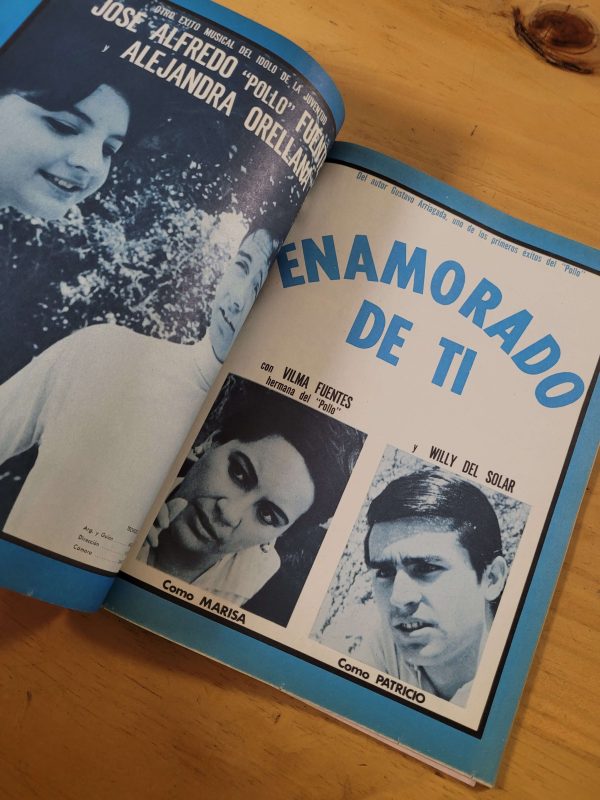 OTRO EXITO MUSICAL DEL IDOLO DE LA JUVENTUD
JOSE ALFREDO "POLLO" FUEN
y ALEJANDRA ORELLANA
Arg. y Guión
Dirección
Cámara
Del autor Gustavo Arriagada, uno de los primeros éxitos del "Pollo"
ENAMORADO
DE TI
con VILMA FUENTES
hermana del "Pollo"
y WILLY DEL SOLAR
Como MARISA
Como PATRICIO